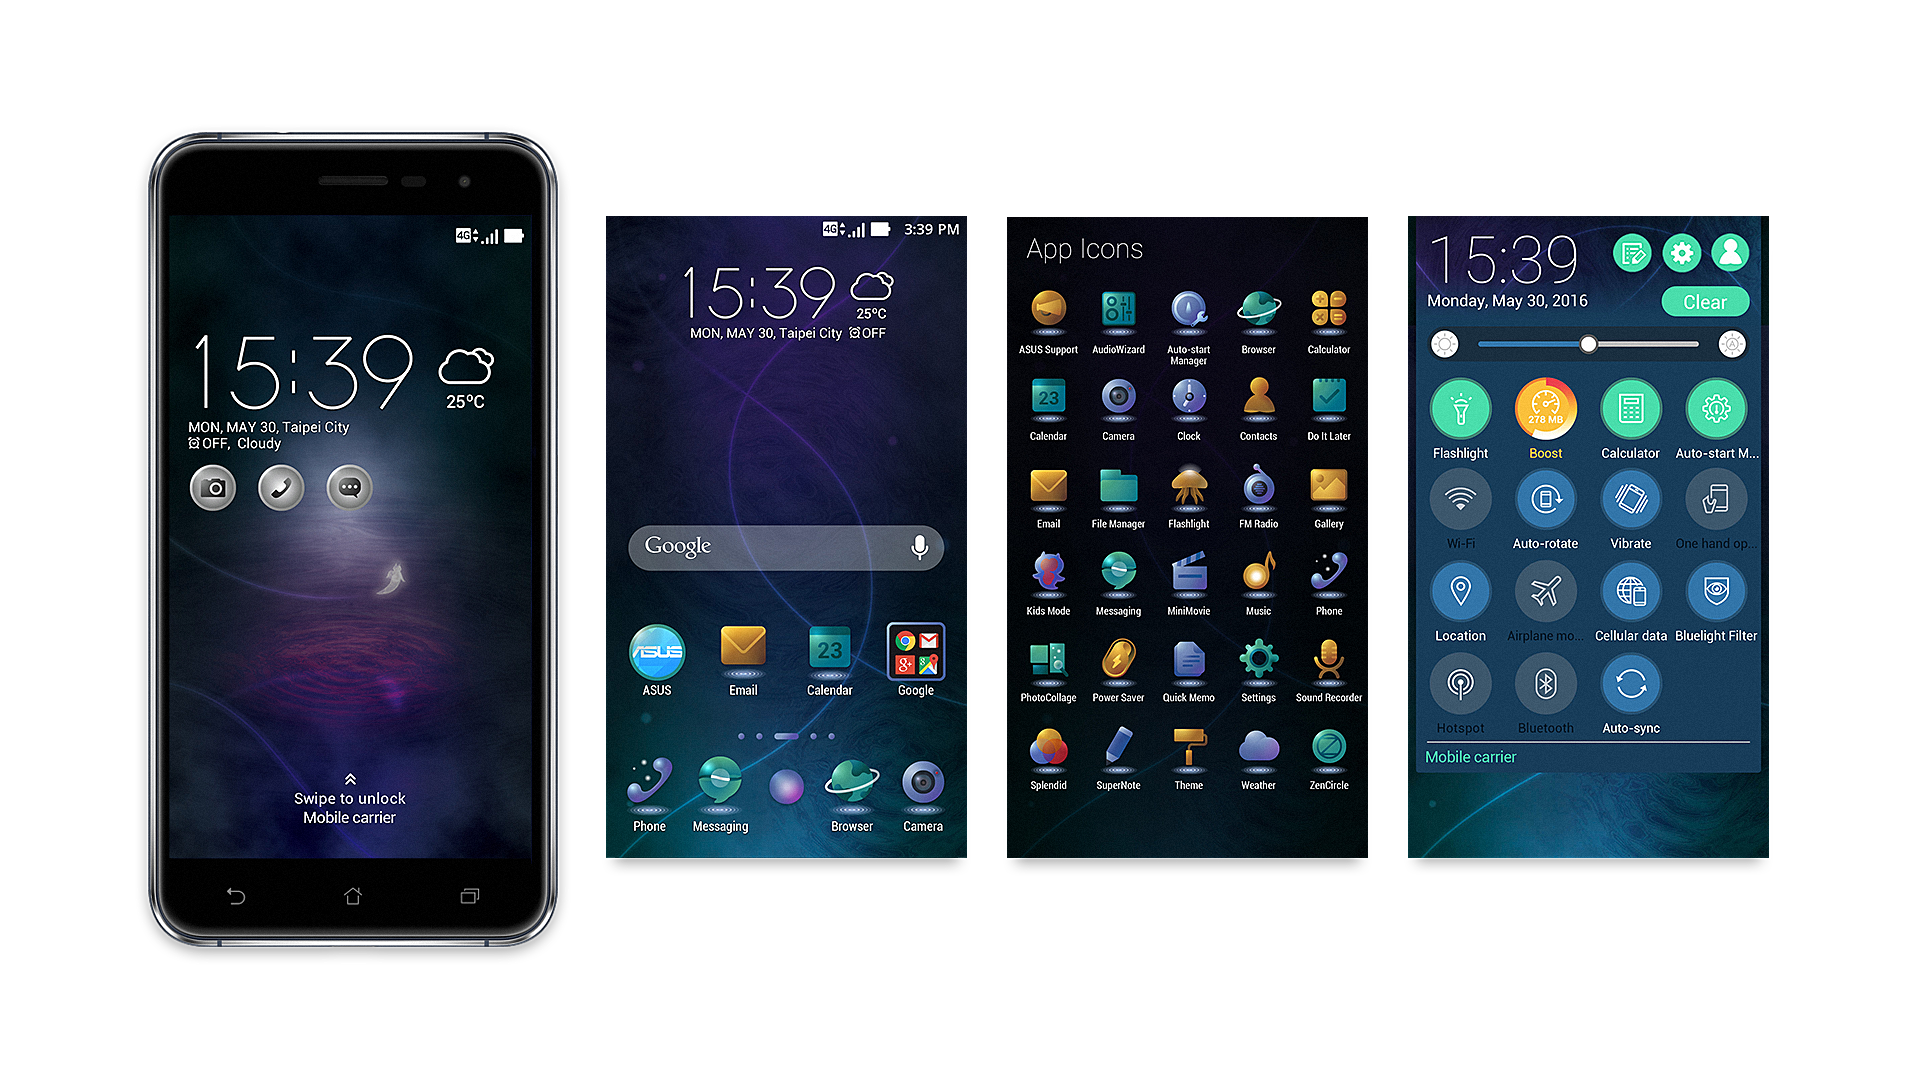 4G
15:39
25°C
MON, MAY 30, Taipei City
OFF, Cloudy
Swipe to unlock
Mobile carrier
4G 3:39 PM
15:39
25°C
MON, MAY 30, Taipei City OFF
Google
ASUS
ASUS Email Calendar Google
23
Phone Messaging Browser Camera
App Icons
ASUS Support AudioWizard Auto-start Manager Browser Calculator
23
Calendar Camera Clock Contacts Do It Later
Email File Manager Flashlight FM Radio Gallery
Kids Mode Messaging MiniMovie Music Phone
PhotoCollage Power Saver Quick Memo Settings Sound Recorder
Splendid SuperNote Theme Weather ZenCircle
15:39
Monday, May 30, 2016
Clear
A
278 MB
Flashlight Boost Calculator Auto-start M...
Wi-Fi Auto-rotate Vibrate One hand op...
Location Airplane mo... Cellular data Bluelight Filter
Hotspot Bluetooth Auto-sync
Mobile carrier